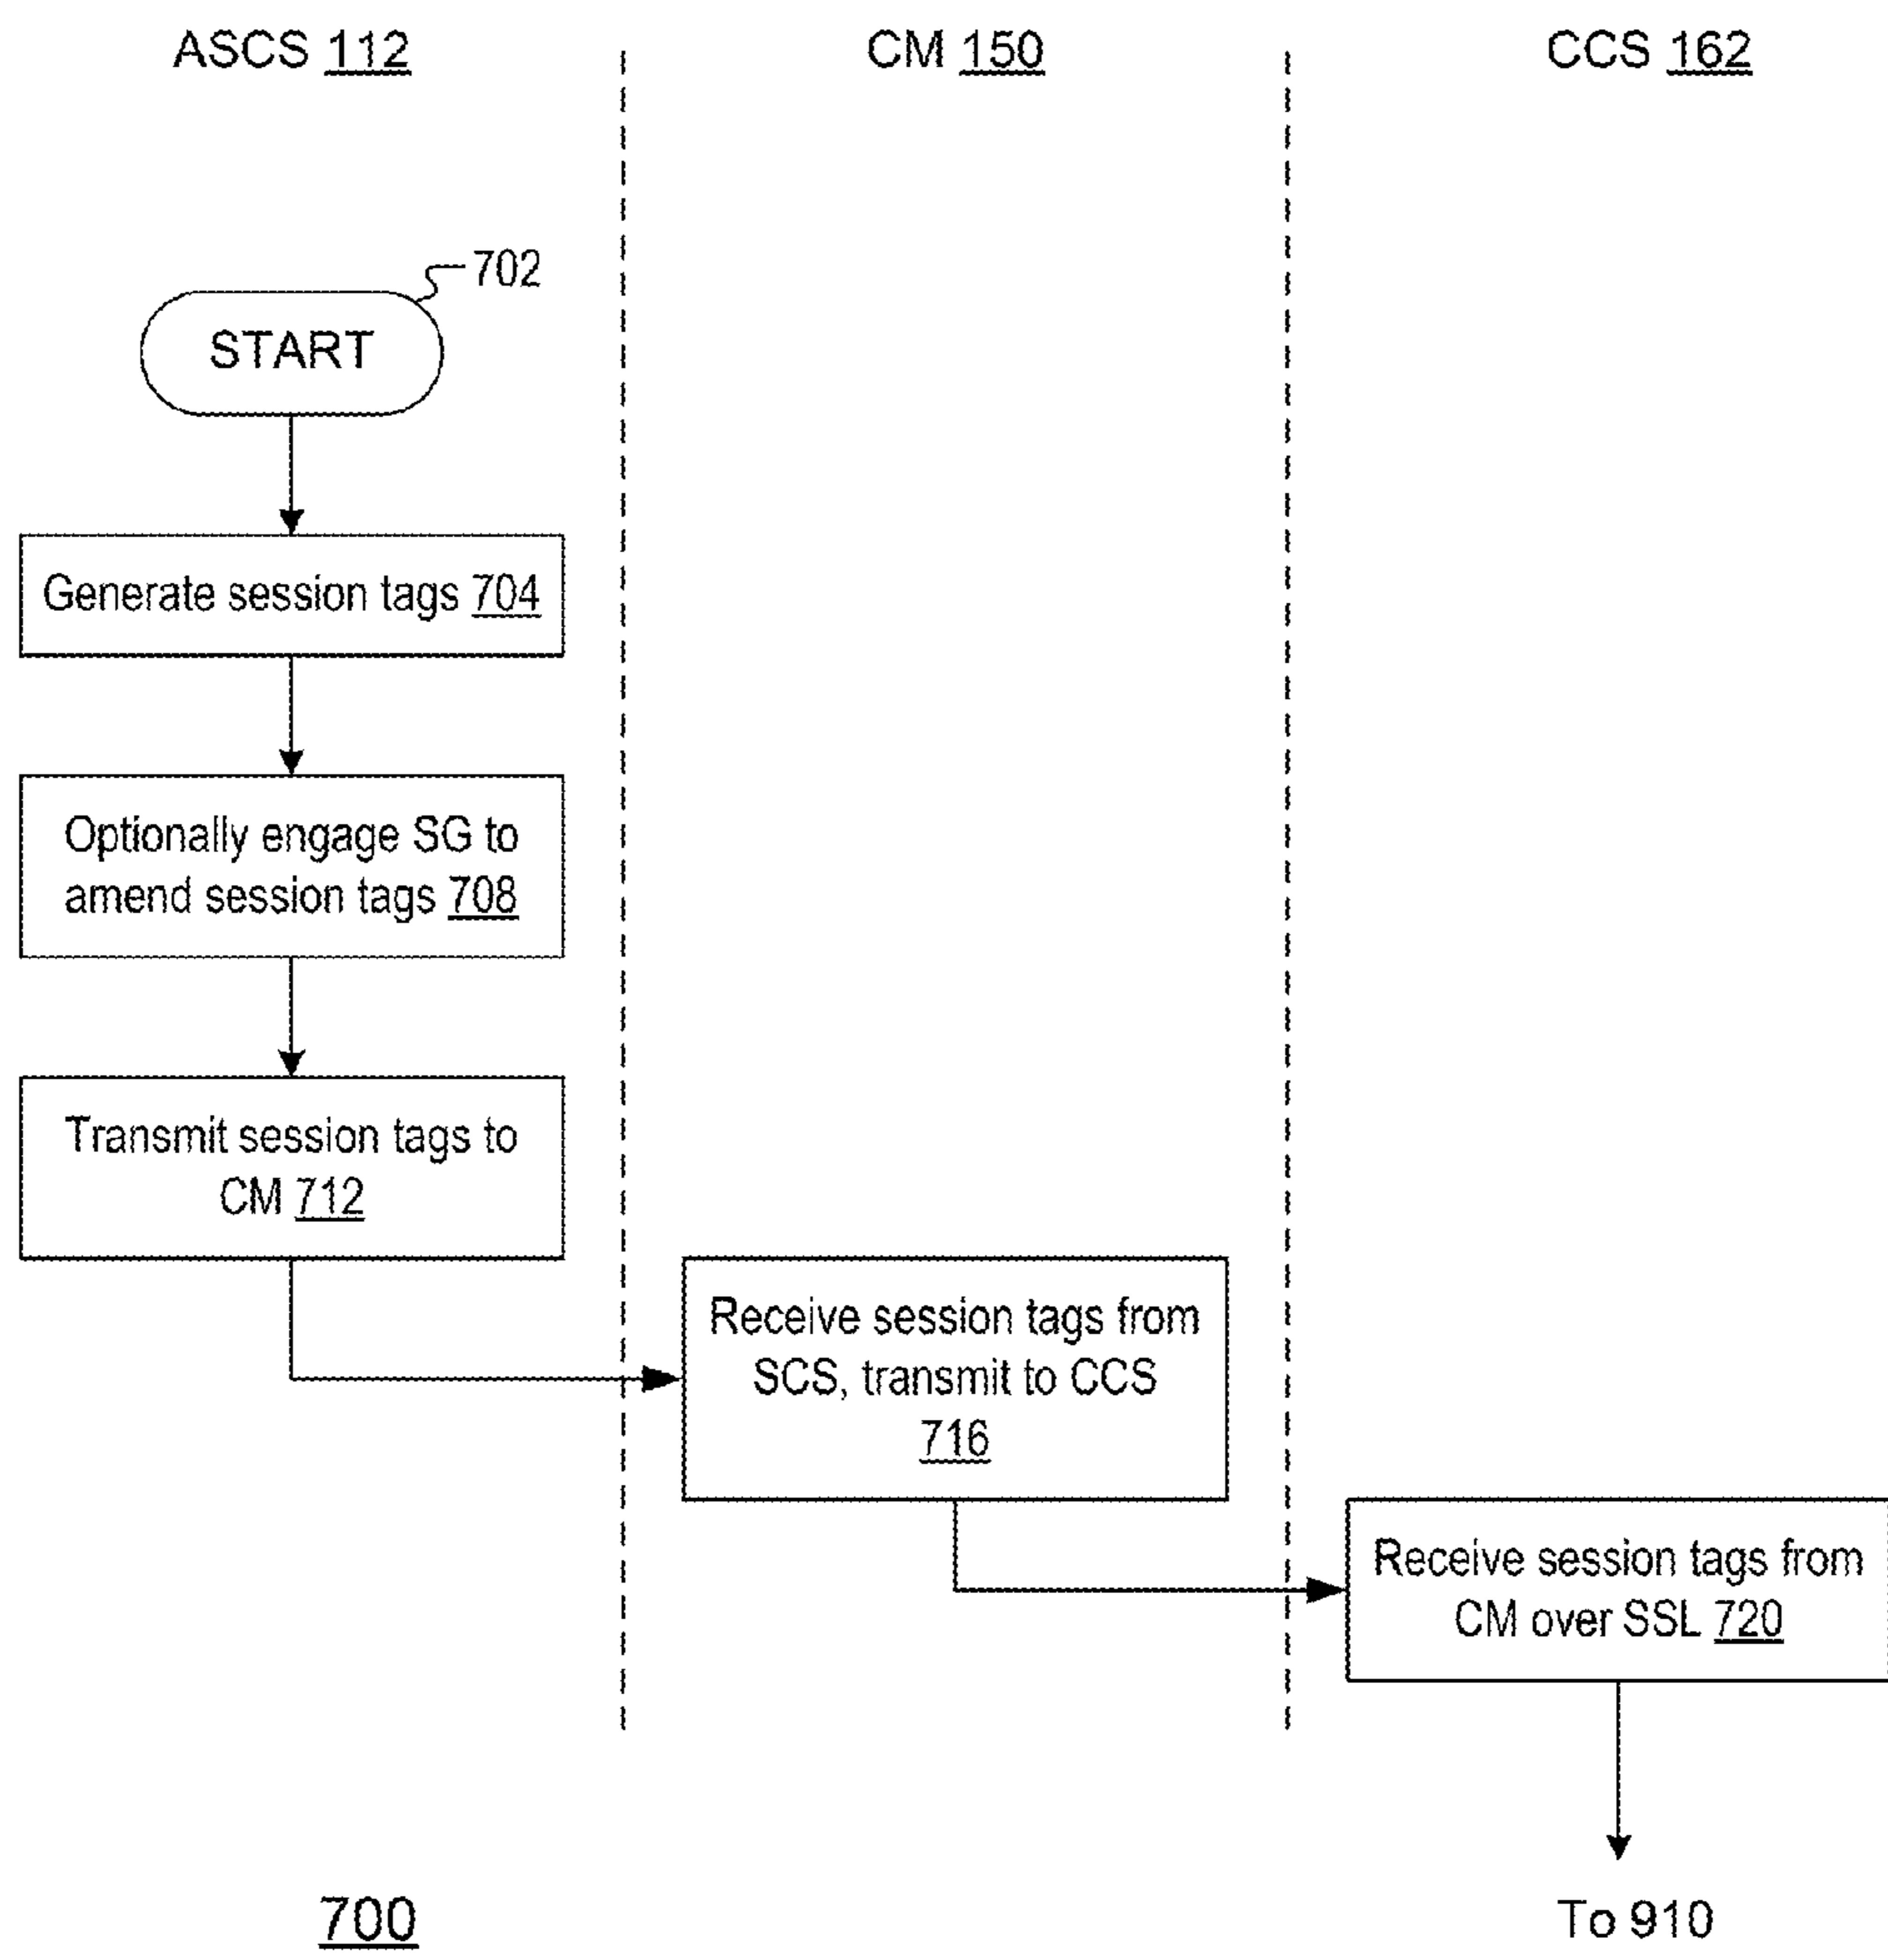 ASCS 112
CM 150
CCS 162
702
START
Generate session tags 704
Optionally engage SG to
amend session tags 708
Transmit session tags to
CM 712
Receive session tags from
SCS, transmit to CCS
716
Receive session tags from
CM over SSL 720
700
To 910